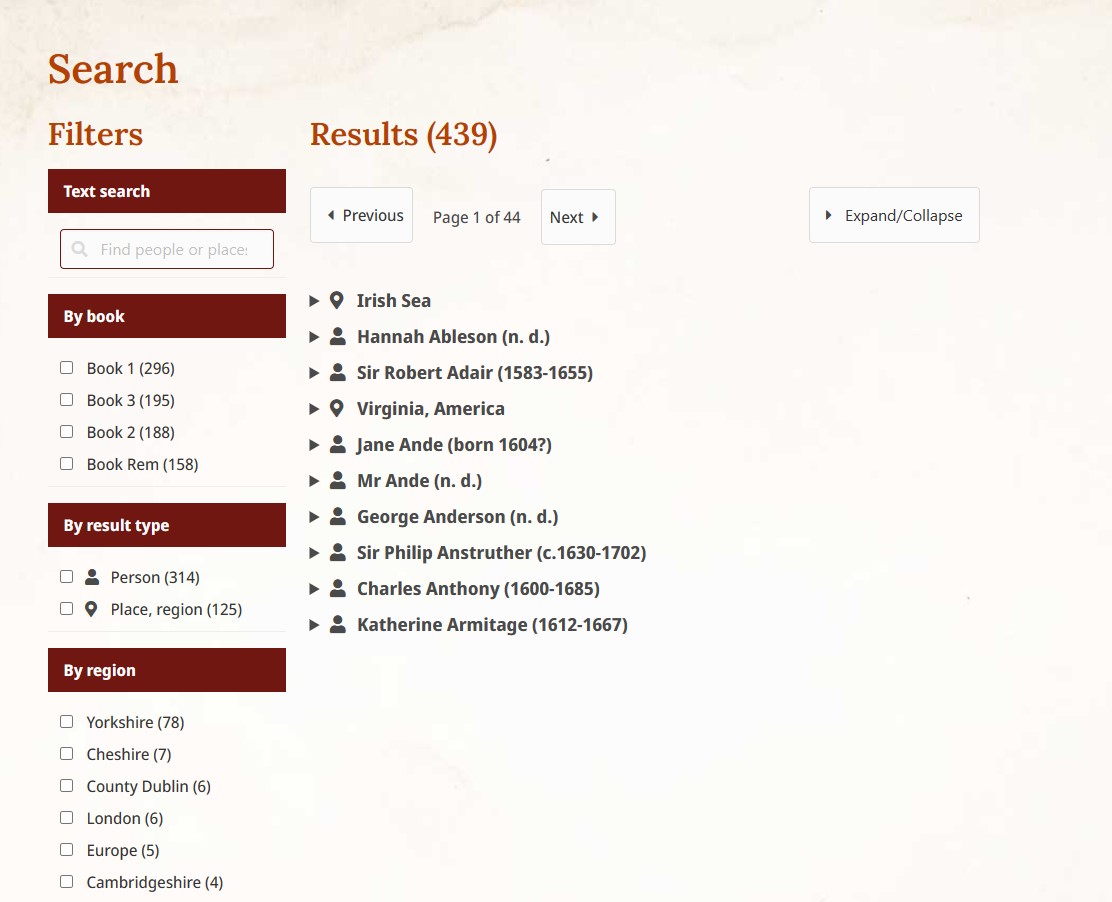 Search
Filters
Text search
Find people or place
By book
Book 1 (296)
Book 3 (195)
Book 2 (188)
Book Rem (158)
By result type
Person (314)
Place, region (125)
By region
Yorkshire (78)
Cheshire (7)
County Dublin (6)
London (6)
Europe (5)
Cambridgeshire (4)
Results (439)
Previous
Page 1 of 44
Next
Expand/Collapse
Irish Sea
Hannah Ableson (n. d.)
Sir Robert Adair (1583-1655)
Virginia, America
Jane Ande (born 1604?)
Mr Ande (n. d.)
George Anderson (n. d.)
Sir Philip Anstruther (c.1630-1702)
Charles Anthony (1600-1685)
Katherine Armitage (1612-1667)